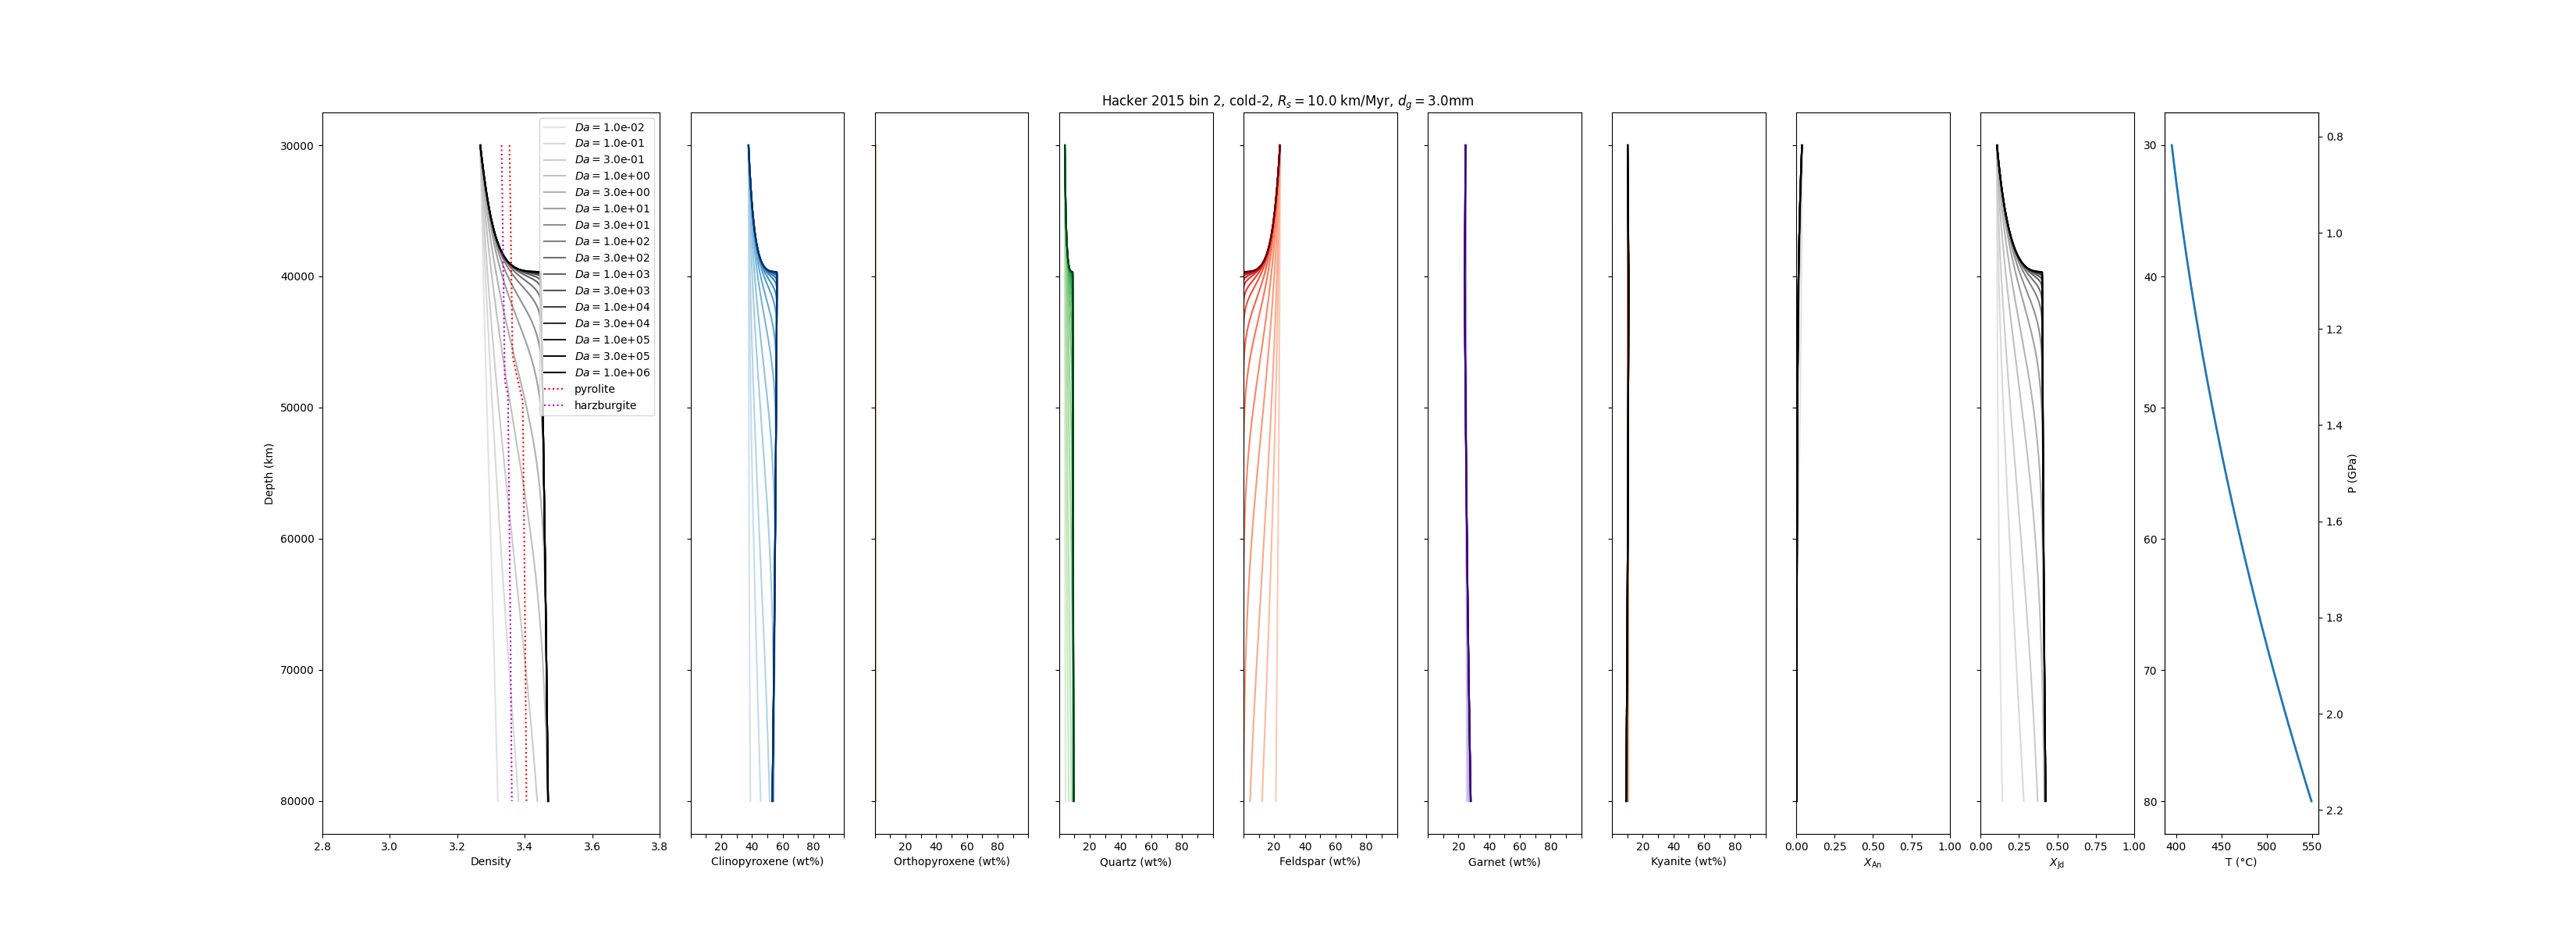 Hacker 2015 bin 2, cold-2, R_s = 10.0 km/Myr, d_g = 3.0mm
Da = 1.0e-02
Da = 1.0e-01
Da = 3.0e-01
Da = 1.0e+00
Da = 3.0e+00
Da = 1.0e+01
Da = 3.0e+01
Da = 1.0e+02
Da = 3.0e+02
Da = 1.0e+03
Da = 3.0e+03
Da = 1.0e+04
Da = 3.0e+04
Da = 1.0e+05
Da = 3.0e+05
Da = 1.0e+06
pyrolite
harzburgite
Depth (km)
30000
40000
50000
60000
70000
80000
2.8 3.0 3.2 3.4 3.6 3.8
Density
20 40 60 80
Clinopyroxene (wt%)
20 40 60 80
Orthopyroxene (wt%)
20 40 60 80
Quartz (wt%)
20 40 60 80
Feldspar (wt%)
20 40 60 80
Garnet (wt%)
20 40 60 80
Kyanite (wt%)
0.00 0.25 0.50 0.75 1.00
X_An
0.00 0.25 0.50 0.75 1.00
X_Jd
30
40
50
60
70
80
400 450 500 550
T (°C)
0.8
1.0
1.2
1.4
1.6
1.8
2.0
2.2
P (GPa)